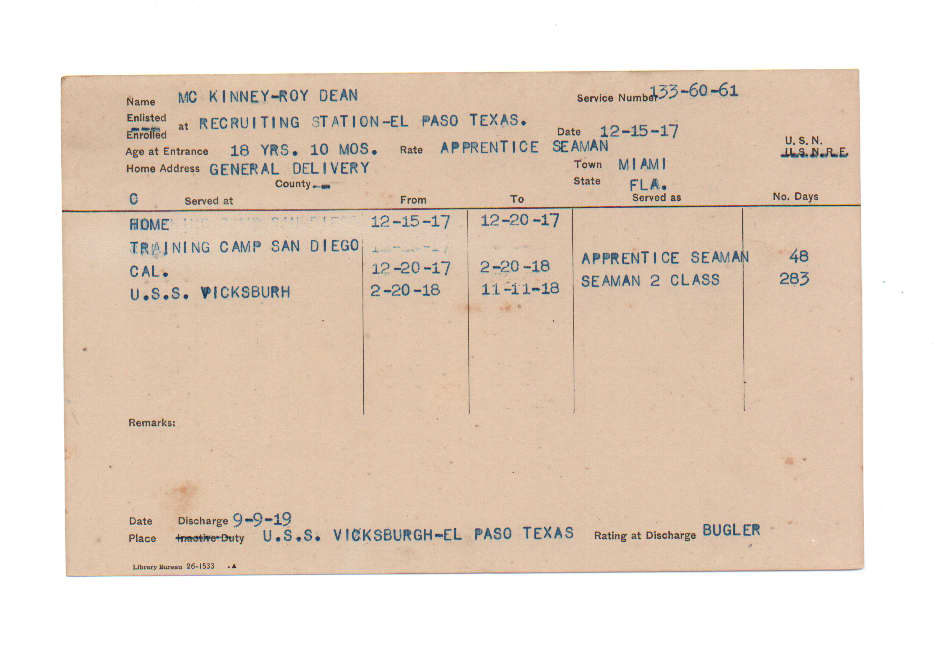 Name MC KINNEY-ROY DEAN Service Number 133-60-61
Enlisted
Enrolled at RECRUITING STATION-EL PASO TEXAS. Date 12-15-17
Age at Entrance 18 YRS. 10 MOS. Rate APPRENTICE SEAMAN U.S.N.
U.S.N.R.F.
Home Address GENERAL DELIVERY Town MIAMI
County State FLA.
C Served at From To Served as No. Days
HOME 12-15-17 12-20-17
TRAINING CAMP SAN DIEGO
CAL. 12-20-17 2-20-18 APPRENTICE SEAMAN 48
U.S.S. VICKSBURH 2-20-18 11-11-18 SEAMAN 2 CLASS 283
Remarks:
Date Discharge 9-9-19
Place Inactive Duty U.S.S. VICKSBURGH-EL PASO TEXAS Rating at Discharge BUGLER
Library Bureau 26-1533 .A